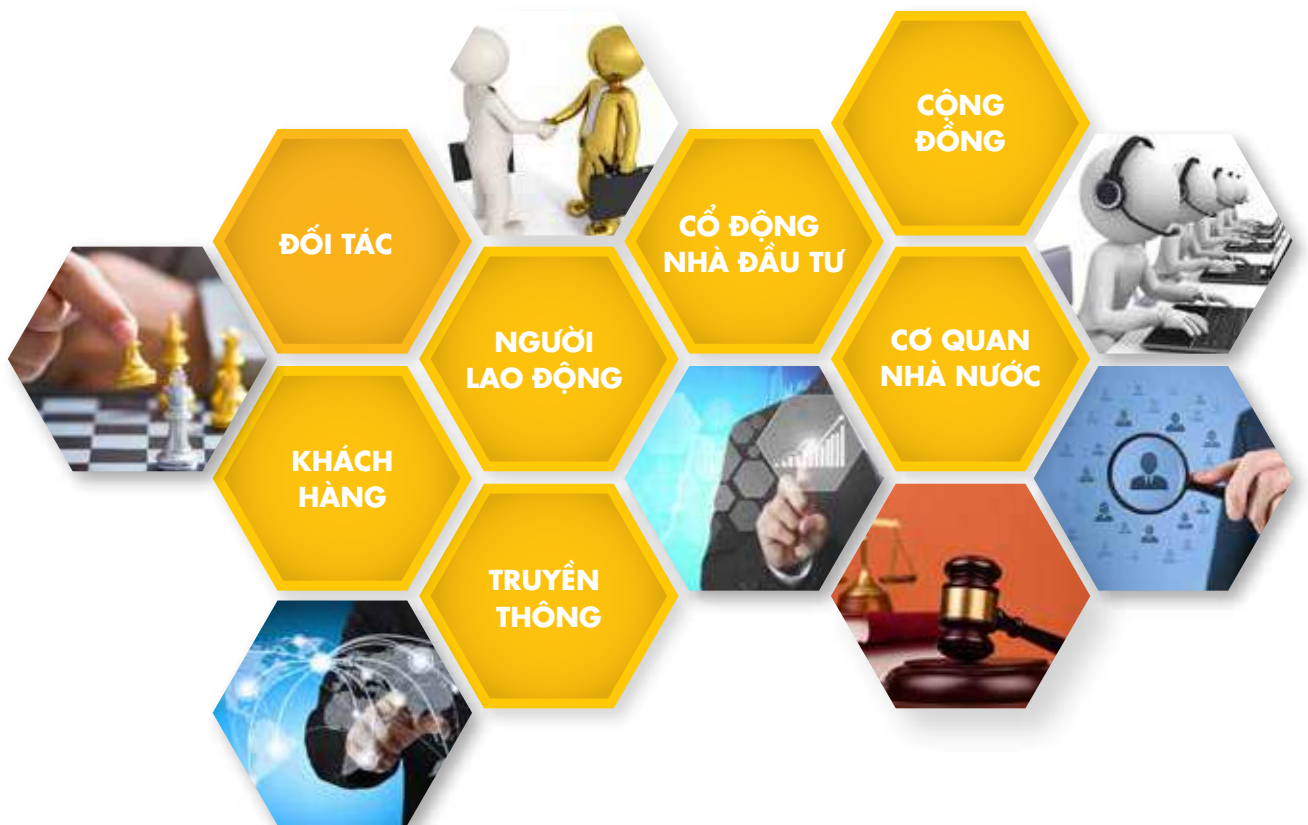 CỘNG
ĐỒNG
ĐỐI TÁC
CỔ ĐỘNG
NHÀ ĐẦU TƯ
NGƯỜI
LAO ĐỘNG
CƠ QUAN
NHÀ NƯỚC
KHÁCH
HÀNG
TRUYỀN
THÔNG